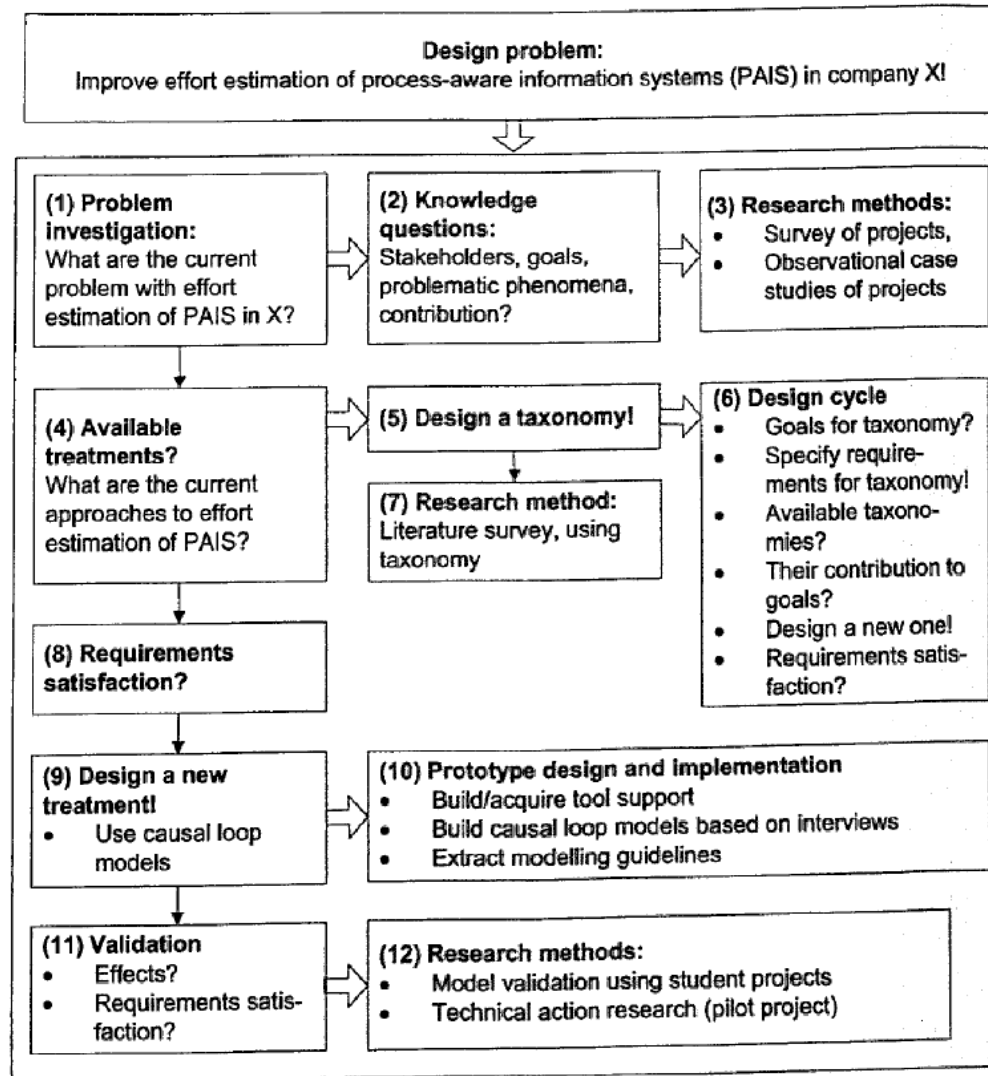 Design problem:
Improve effort estimation of process-aware information systems (PAIS) in company X!
(1) Problem
investigation:
What are the current
problem with effort
estimation of PAIS in X?
(2) Knowledge
questions:
Stakeholders, goals,
problematic phenomena,
contribution?
(3) Research methods:
• Survey of projects,
• Observational case
studies of projects
(4) Available
treatments?
What are the current
approaches to effort
estimation of PAIS?
(5) Design a taxonomy!
(6) Design cycle
• Goals for taxonomy?
• Specify require-
ments for taxonomy!
• Available taxono-
mies?
• Their contribution to
goals?
• Design a new one!
• Requirements satis-
faction?
(7) Research method:
Literature survey, using
taxonomy
(8) Requirements
satisfaction?
(9) Design a new
treatment!
• Use causal loop
models
(10) Prototype design and implementation
• Build/acquire tool support
• Build causal loop models based on interviews
• Extract modelling guidelines
(11) Validation
• Effects?
• Requirements satis-
faction?
(12) Research methods:
• Model validation using student projects
• Technical action research (pilot project)